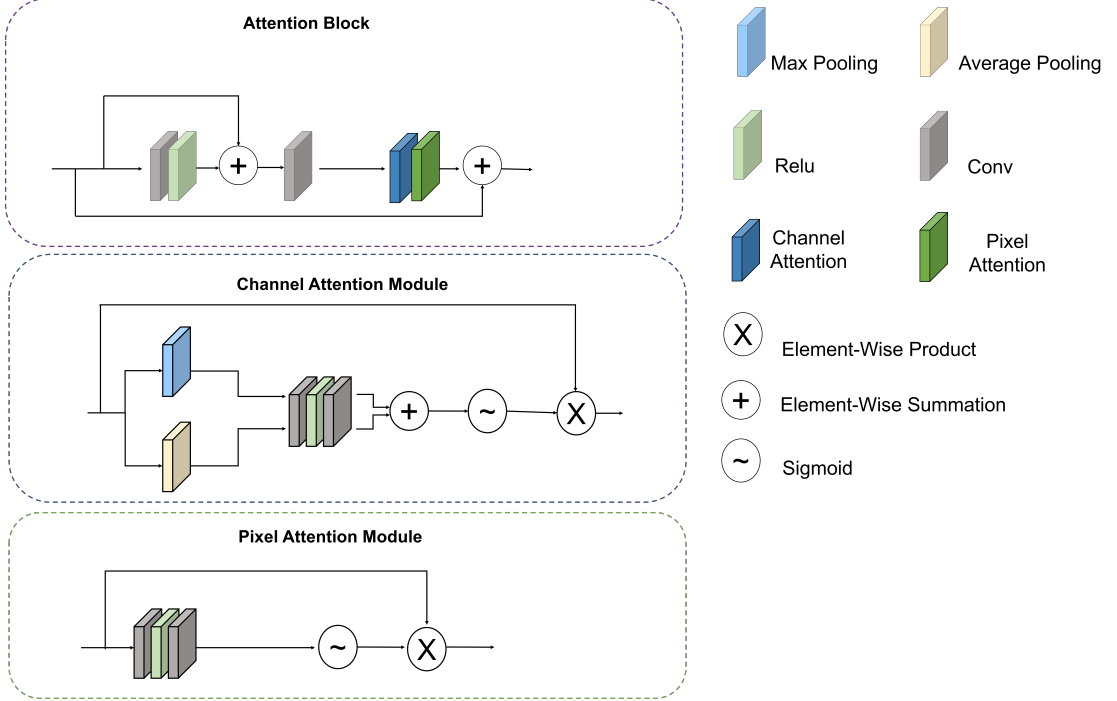 Attention Block
+
+
Channel Attention Module
+
~
X
Pixel Attention Module
~
X
Max Pooling
Average Pooling
Relu
Conv
Channel
Attention
Pixel
Attention
X
Element-Wise Product
+
Element-Wise Summation
~
Sigmoid